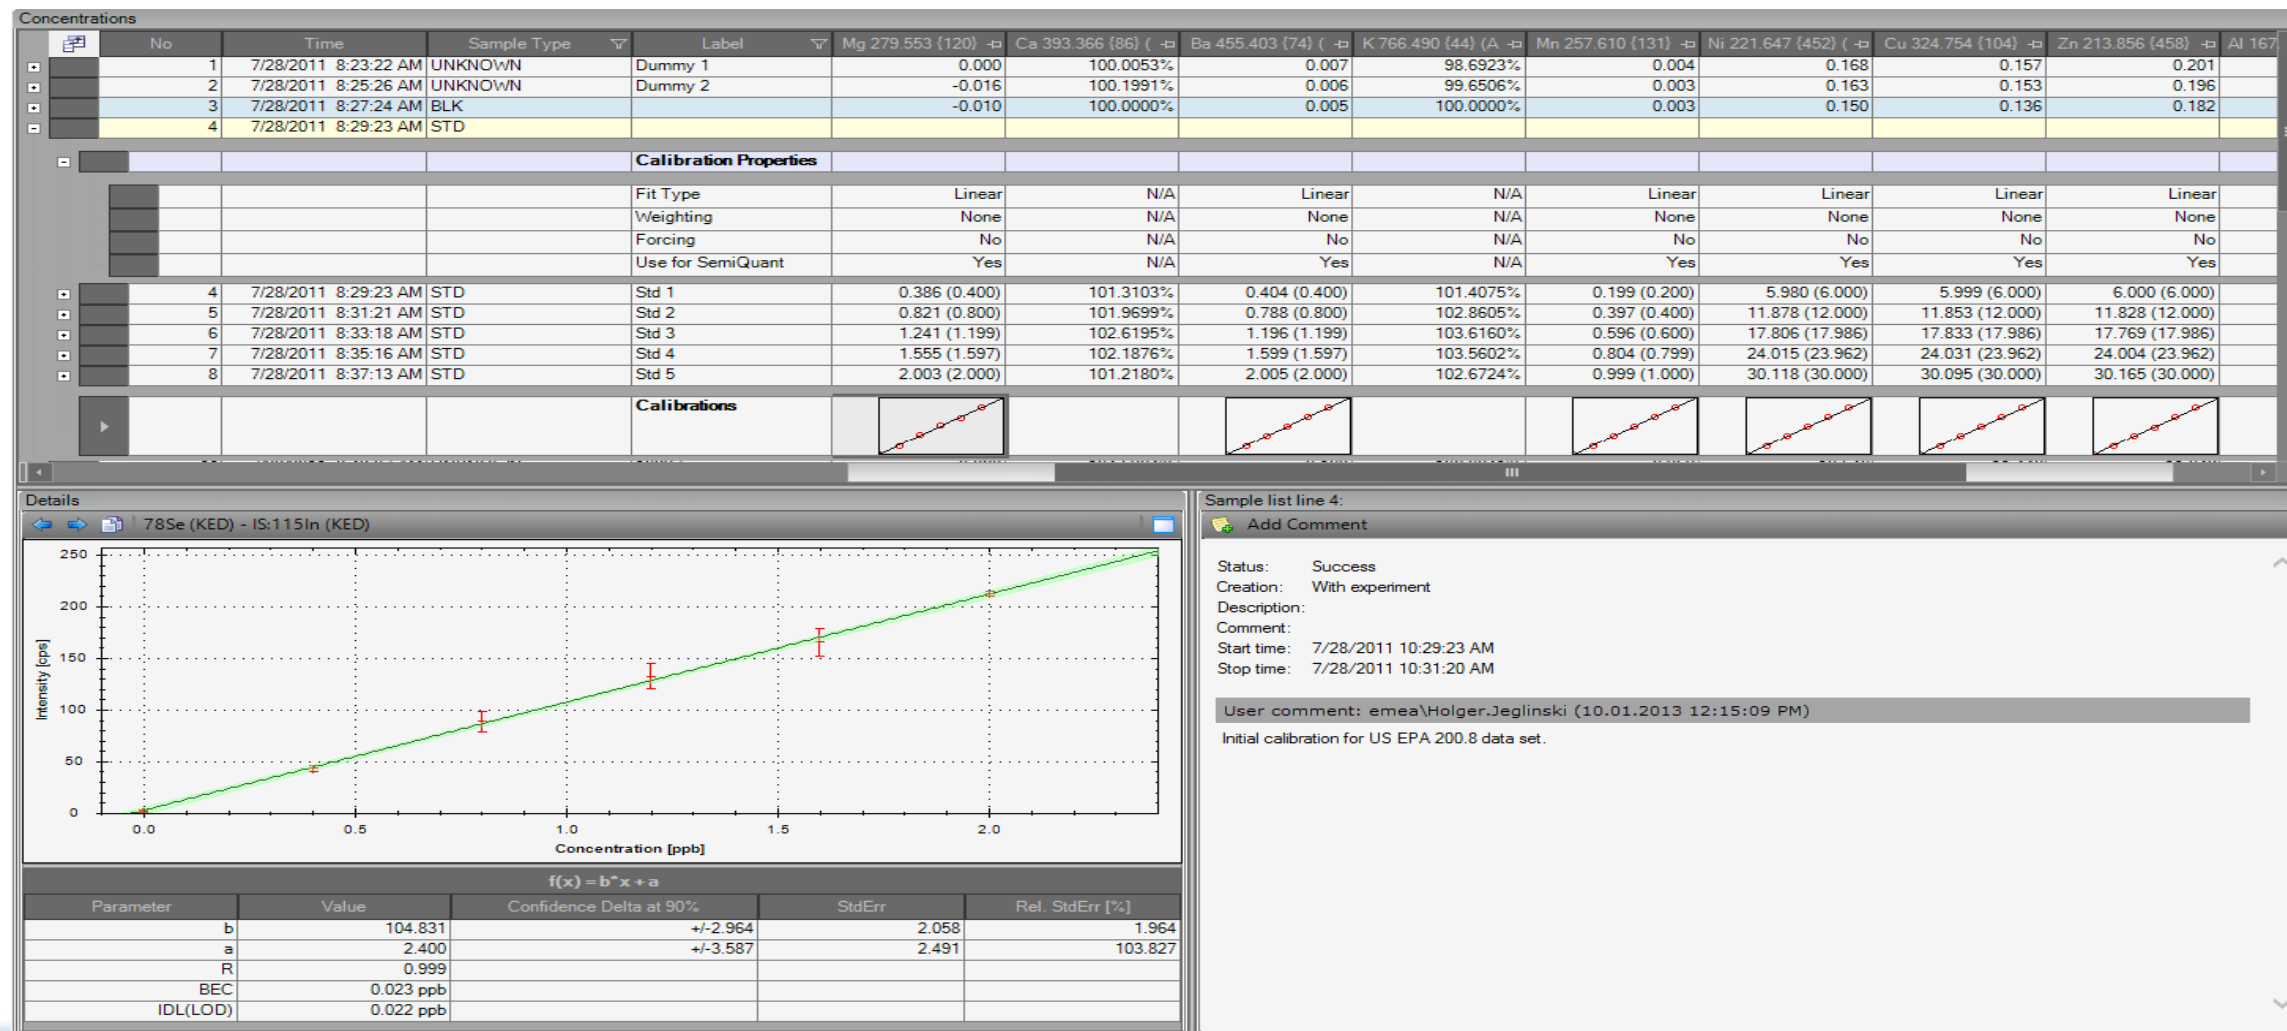 Concentrations
No Time Sample Type Label Mg 279.553 {120} Ca 393.366 {86} ( Ba 455.403 {74} ( K 766.490 {44} (A Mn 257.610 {131} Ni 221.647 {452} ( Cu 324.754 {104} Zn 213.856 {458} Al 167.
1 7/28/2011 8:23:22 AM UNKNOWN Dummy 1 0.000 100.0053% 0.007 98.6923% 0.004 0.168 0.157 0.201
2 7/28/2011 8:25:26 AM UNKNOWN Dummy 2 -0.016 100.1991% 0.006 99.6506% 0.003 0.163 0.153 0.196
3 7/28/2011 8:27:24 AM BLK -0.010 100.0000% 0.005 100.0000% 0.003 0.150 0.136 0.182
4 7/28/2011 8:29:23 AM STD
Calibration Properties
Fit Type Linear N/A Linear N/A Linear Linear Linear Linear
Weighting None N/A None N/A None None None None
Forcing No N/A No N/A No No No No
Use for SemiQuant Yes N/A Yes N/A Yes Yes Yes Yes
4 7/28/2011 8:29:23 AM STD Std 1 0.386 (0.400) 101.3103% 0.404 (0.400) 101.4075% 0.199 (0.200) 5.980 (6.000) 5.999 (6.000) 6.000 (6.000)
5 7/28/2011 8:31:21 AM STD Std 2 0.821 (0.800) 101.9699% 0.788 (0.800) 102.8605% 0.397 (0.400) 11.878 (12.000) 11.853 (12.000) 11.828 (12.000)
6 7/28/2011 8:33:18 AM STD Std 3 1.241 (1.199) 102.6195% 1.196 (1.199) 103.6160% 0.596 (0.600) 17.806 (17.986) 17.833 (17.986) 17.769 (17.986)
7 7/28/2011 8:35:16 AM STD Std 4 1.555 (1.597) 102.1876% 1.599 (1.597) 103.5602% 0.804 (0.799) 24.015 (23.962) 24.031 (23.962) 24.004 (23.962)
8 7/28/2011 8:37:13 AM STD Std 5 2.003 (2.000) 101.2180% 2.005 (2.000) 102.6724% 0.999 (1.000) 30.118 (30.000) 30.095 (30.000) 30.165 (30.000)
Calibrations
Details
78Se (KED) - IS:115In (KED)
250
200
150
100
50
0
Intensity [cps]
0.0 0.5 1.0 1.5 2.0
Concentration [ppb]
f(x) = b*x + a
Parameter Value Confidence Delta at 90% StdErr Rel. StdErr [%]
b 104.831 +/-2.964 2.058 1.964
a 2.400 +/-3.587 2.491 103.827
R 0.999
BEC 0.023 ppb
IDL(LOD) 0.022 ppb
Sample list line 4:
Add Comment
Status: Success
Creation: With experiment
Description:
Comment:
Start time: 7/28/2011 10:29:23 AM
Stop time: 7/28/2011 10:31:20 AM
User comment: emea\Holger.Jeglinski (10.01.2013 12:15:09 PM)
Initial calibration for US EPA 200.8 data set.